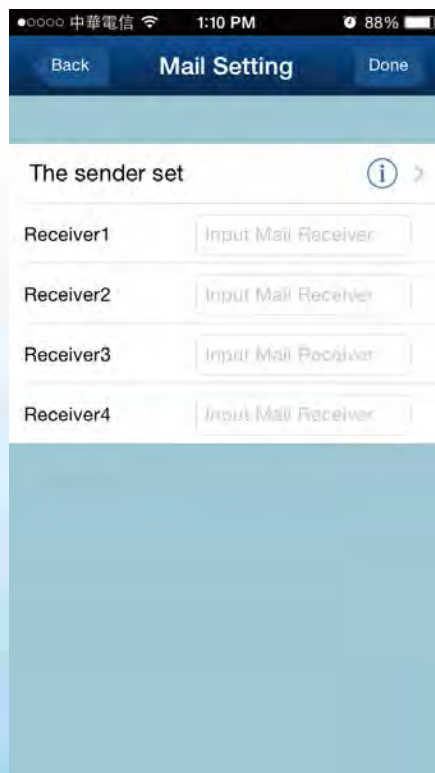 中華電信 1:10 PM 88%
Back Mail Setting Done
The sender set
Receiver1 Input Mail Receiver
Receiver2 Input Mail Receiver
Receiver3 Input Mail Receiver
Receiver4 Input Mail Receiver